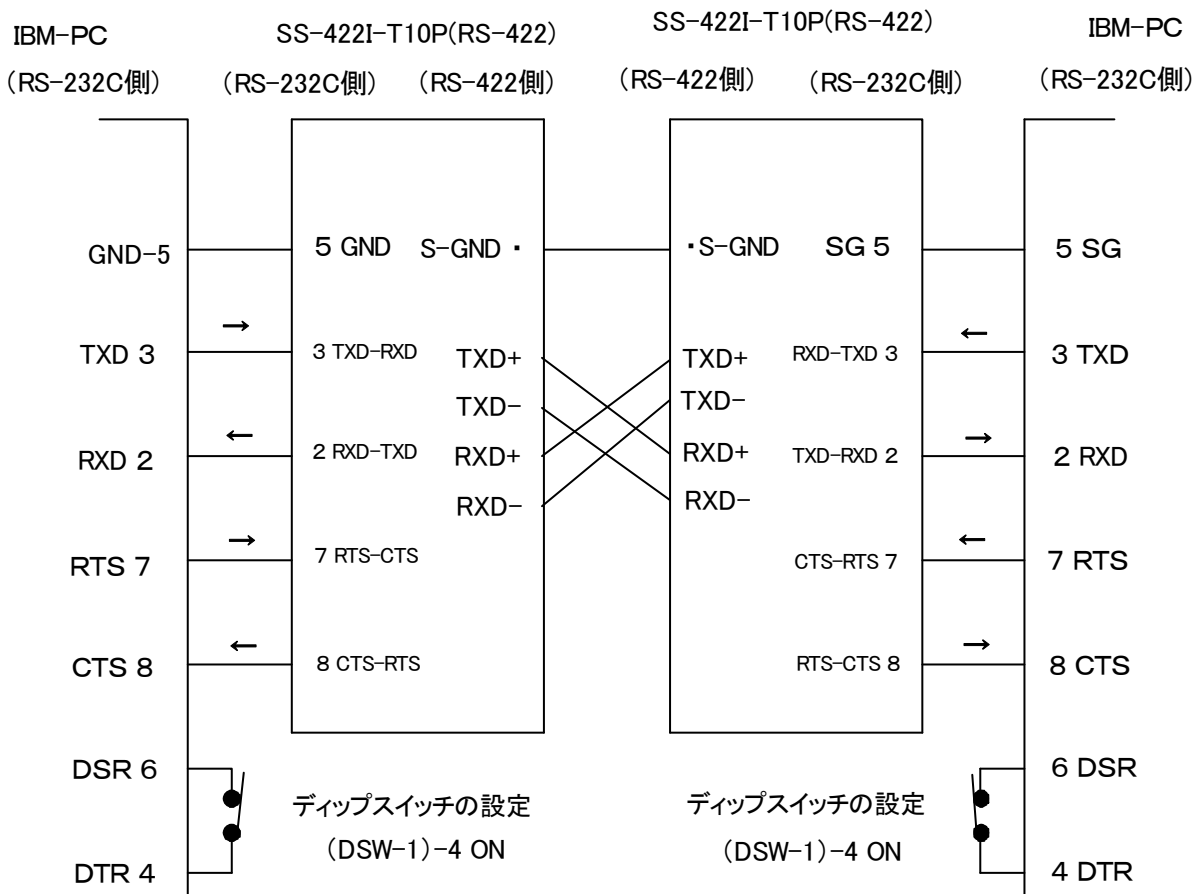 IBM-PC SS-422I-T10P(RS-422) SS-422I-T10P(RS-422) IBM-PC
(RS-232C側) (RS-232C側) (RS-422側) (RS-422側) (RS-232C側) (RS-232C側)
GND-5 5 GND S-GND ・ ・S-GND SG 5 5 SG
→ ←
TXD 3 3 TXD-RXD TXD+ TXD+ RXD-TXD 3 3 TXD
TXD- TXD-
← →
RXD 2 2 RXD-TXD RXD+ RXD+ TXD-RXD 2 2 RXD
RXD- RXD-
→ ←
RTS 7 7 RTS-CTS CTS-RTS 7 7 RTS
← →
CTS 8 8 CTS-RTS RTS-CTS 8 8 CTS
DSR 6 6 DSR
ディップスイッチの設定 ディップスイッチの設定
(DSW-1)-4 ON (DSW-1)-4 ON
DTR 4 4 DTR